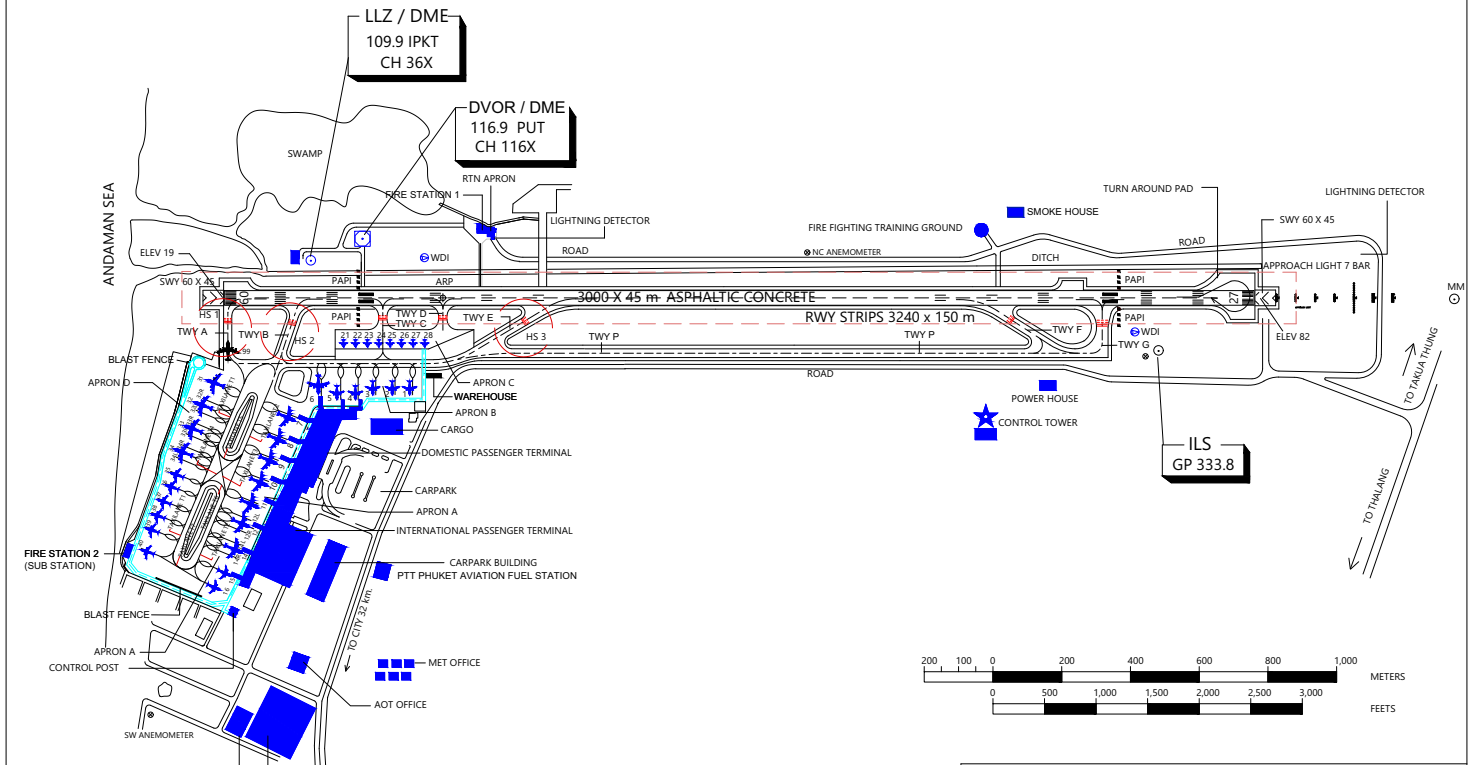 LLZ / DME
109.9 IPKT
CH 36X
DVOR / DME
116.9 PUT
CH 116X
SWAMP
RTN APRON
FIRE STATION 1
LIGHTNING DETECTOR
ANDAMAN SEA
SMOKE HOUSE
FIRE FIGHTING TRAINING GROUND
TURN AROUND PAD
LIGHTNING DETECTOR
SWY 60 X 45
ROAD
NC ANEMOMETER
ROAD
DITCH
ELEV 19
WDI
APPROACH LIGHT 7 BAR
SWY 60 X 45
PAPI
ARP
PAPI
MM
09
3000 X 45 m ASPHALTIC CONCRETE
27
HS 1
PAPI
TWY D
TWY E
RWY STRIPS 3240 x 150 m
PAPI
TWY A
TWY B
HS 2
TWY C
HS 3
TWY P
TWY P
TWY F
WDI
ELEV 82
21 22 23 24 25 26 27 28
TWY G
99
BLAST FENCE
ROAD
APRON D
APRON C
WAREHOUSE
6 5 4 3 2 1
APRON B
POWER HOUSE
CARGO
CONTROL TOWER
TO TAKUA THUNG
DOMESTIC PASSENGER TERMINAL
ILS
GP 333.8
CARPARK
APRON A
TO THALANG
INTERNATIONAL PASSENGER TERMINAL
FIRE STATION 2
(SUB STATION)
CARPARK BUILDING
PTT PHUKET AVIATION FUEL STATION
BLAST FENCE
TO CITY 32 km.
APRON A
CONTROL POST
MET OFFICE
AOT OFFICE
SW ANEMOMETER
200 100 0 200 400 600 800 1,000
METERS
0 500 1,000 1,500 2,000 2,500 3,000
FEETS